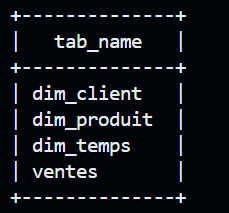 +--------------+
|   tab_name   |
+--------------+
| dim_client   |
| dim_produit  |
| dim_temps    |
| ventes       |
+--------------+